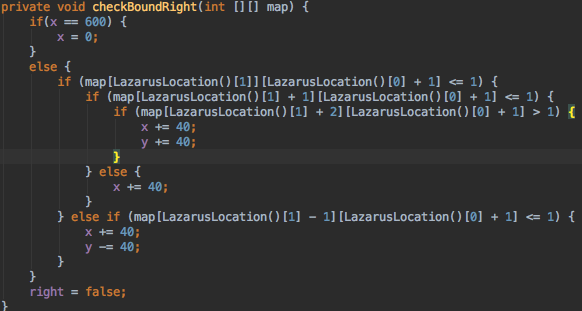 private void checkBoundRight(int [][] map) {
    if(x == 600) {
        x = 0;
    }
    else {
        if (map[LazarusLocation()[1]][LazarusLocation()[0] + 1] <= 1) {
            if (map[LazarusLocation()[1] + 1][LazarusLocation()[0] + 1] <= 1) {
                if (map[LazarusLocation()[1] + 2][LazarusLocation()[0] + 1] > 1) {
                    x += 40;
                    y += 40;
                }
            } else {
                x += 40;
            }
        } else if (map[LazarusLocation()[1] - 1][LazarusLocation()[0] + 1] <= 1) {
            x += 40;
            y -= 40;
        }
    }
    right = false;
}